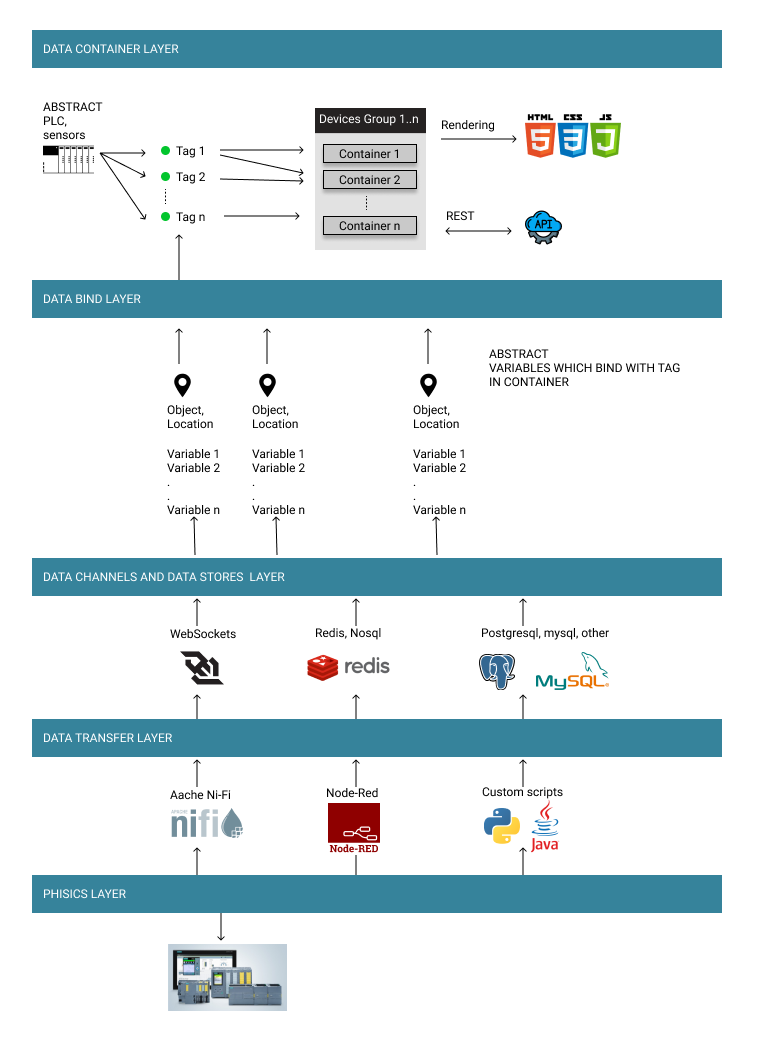 DATA CONTAINER LAYER
ABSTRACT
PLC,
sensors
Tag 1
Tag 2
Tag n
Devices Group 1..n
Container 1
Container 2
Container n
Rendering
HTML CSS JS
5 3
REST
API
DATA BIND LAYER
ABSTRACT
VARIABLES WHICH BIND WITH TAG
IN CONTAINER
Object,
Location
Variable 1
Variable 2
.
.
Variable n
Object,
Location
Variable 1
Variable 2
.
.
Variable n
Object,
Location
Variable 1
Variable 2
.
.
Variable n
DATA CHANNELS AND DATA STORES LAYER
WebSockets
Redis, Nosql
redis
Postgresql, mysql, other
MySQL
DATA TRANSFER LAYER
Aache Ni-Fi
APACHE
nifi
Node-Red
Node-RED
Custom scripts
Java
PHISICS LAYER